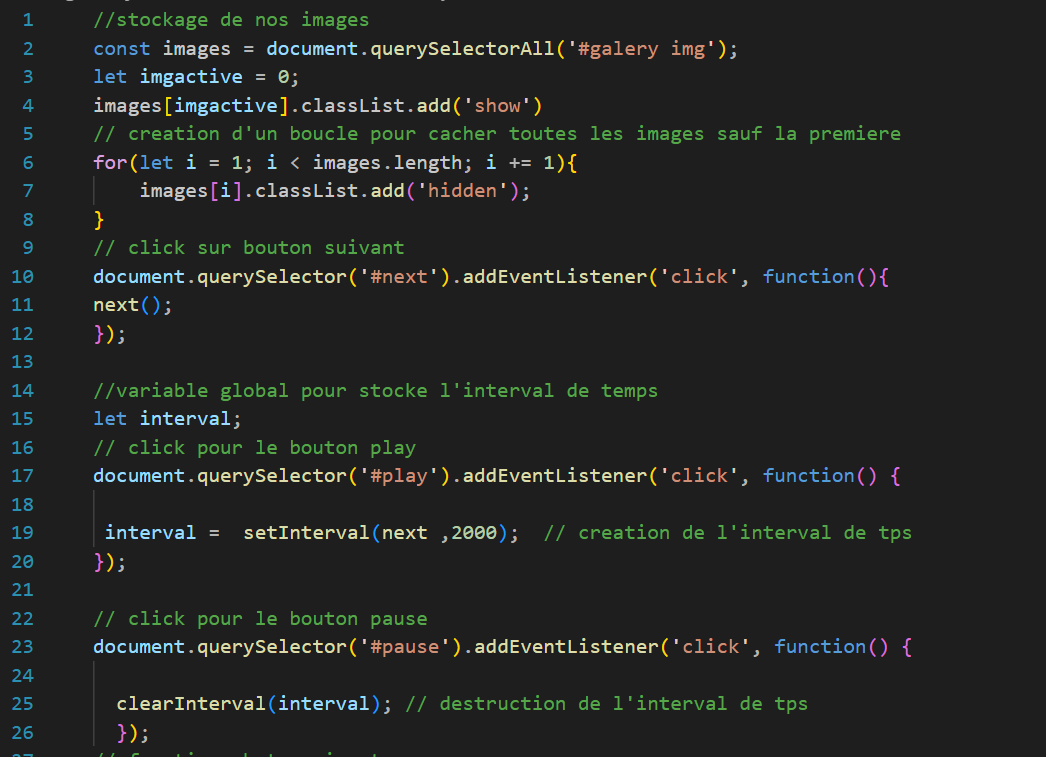 1 //stockage de nos images
2 const images = document.querySelectorAll('#galery img');
3 let imgactive = 0;
4 images[imgactive].classList.add('show')
5 // creation d'un boucle pour cacher toutes les images sauf la premiere
6 for(let i = 1; i < images.length; i += 1){
7 images[i].classList.add('hidden');
8 }
9 // click sur bouton suivant
10 document.querySelector('#next').addEventListener('click', function(){
11 next();
12 });
13
14 //variable global pour stocke l'interval de temps
15 let interval;
16 // click pour le bouton play
17 document.querySelector('#play').addEventListener('click', function() {
18
19 interval =  setInterval(next ,2000);  // creation de l'interval de tps
20 });
21
22 // click pour le bouton pause
23 document.querySelector('#pause').addEventListener('click', function() {
24
25 clearInterval(interval); // destruction de l'interval de tps
26 });